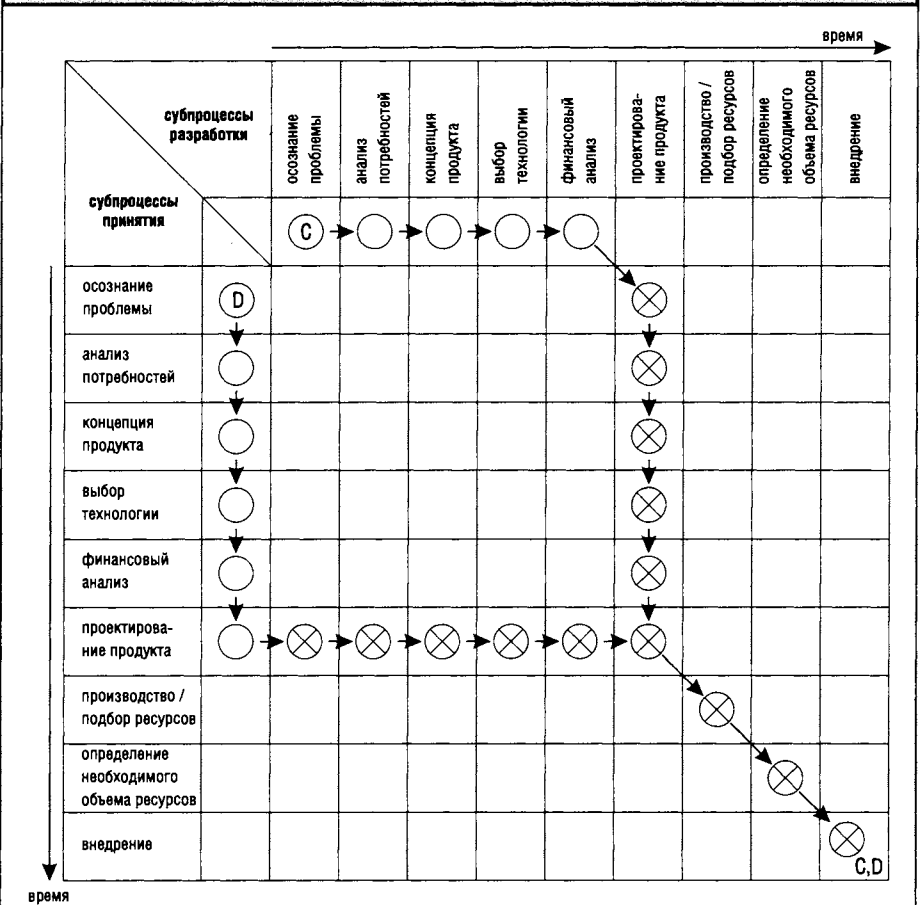 время
субпроцессы
разработки
осознание
проблемы
анализ
потребностей
концепция
продукта
выбор
технологии
финансовый
анализ
проектирова-
ние продукта
производство /
подбор ресурсов
определение
необходимого
объема ресурсов
внедрение
субпроцессы
принятия
C
осознание
проблемы
D
анализ
потребностей
концепция
продукта
выбор
технологии
финансовый
анализ
проектирова-
ние продукта
производство /
подбор ресурсов
определение
необходимого
объема ресурсов
внедрение
C,D
время